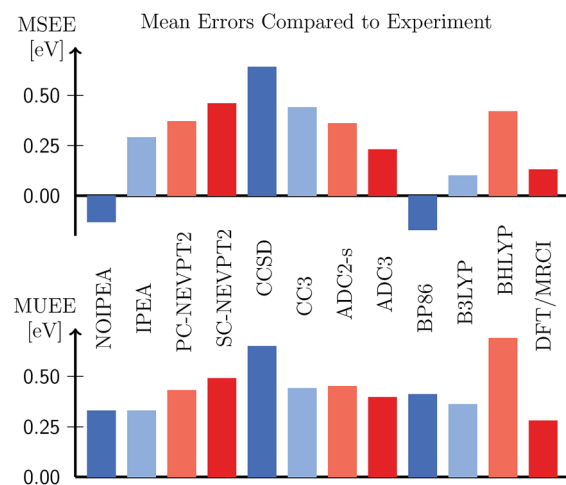 MSEE
[eV]
Mean Errors Compared to Experiment
0.50
0.25
0.00
NOIPEA
IPEA
PC-NEVPT2
SC-NEVPT2
CCSD
CC3
ADC2-s
ADC3
BP86
B3LYP
BHLYP
DFT/MRCI
MUEE
[eV]
0.50
0.25
0.00